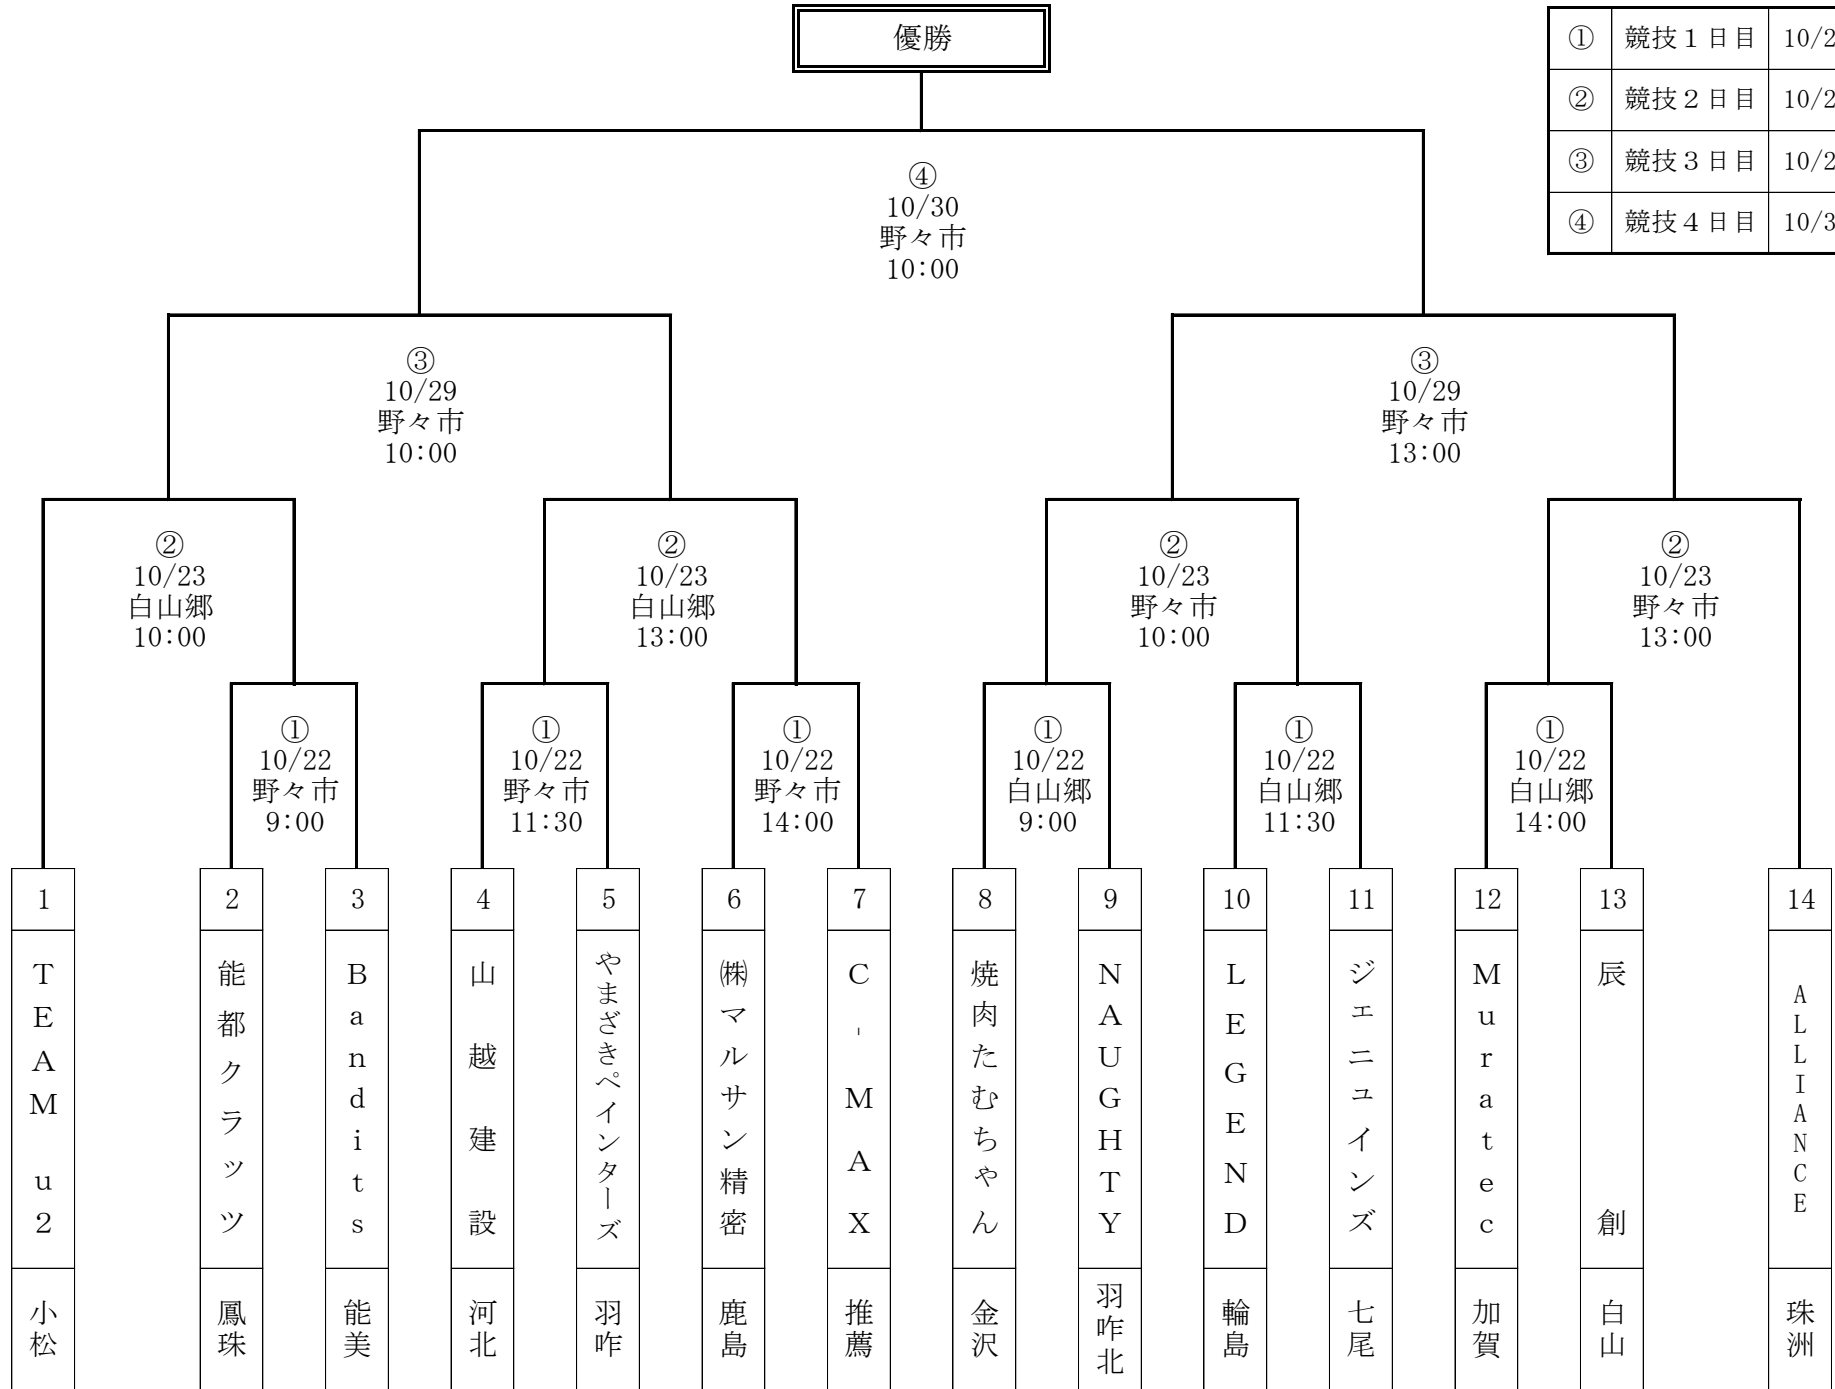 優勝
① 競技１日目 10/2
② 競技２日目 10/2
③ 競技３日目 10/2
④ 競技４日目 10/3
④
10/30
野々市
10:00
③
10/29
野々市
10:00
③
10/29
野々市
13:00
②
10/23
白山郷
10:00
②
10/23
白山郷
13:00
②
10/23
野々市
10:00
②
10/23
野々市
13:00
①
10/22
野々市
9:00
①
10/22
野々市
11:30
①
10/22
野々市
14:00
①
10/22
白山郷
9:00
①
10/22
白山郷
11:30
①
10/22
白山郷
14:00
1
TEAM u2
小松
2
能都クラッツ
鳳珠
3
Bandits
能美
4
山越建設
河北
5
やまざきペインターズ
羽咋
6
㈱マルサン精密
鹿島
7
C-MAX
推薦
8
焼肉たむちゃん
金沢
9
NAUGHTY
羽咋北
10
LEGEND
輪島
11
ジェニュインズ
七尾
12
Muratec
加賀
13
辰創
白山
14
ALLIANCE
珠洲